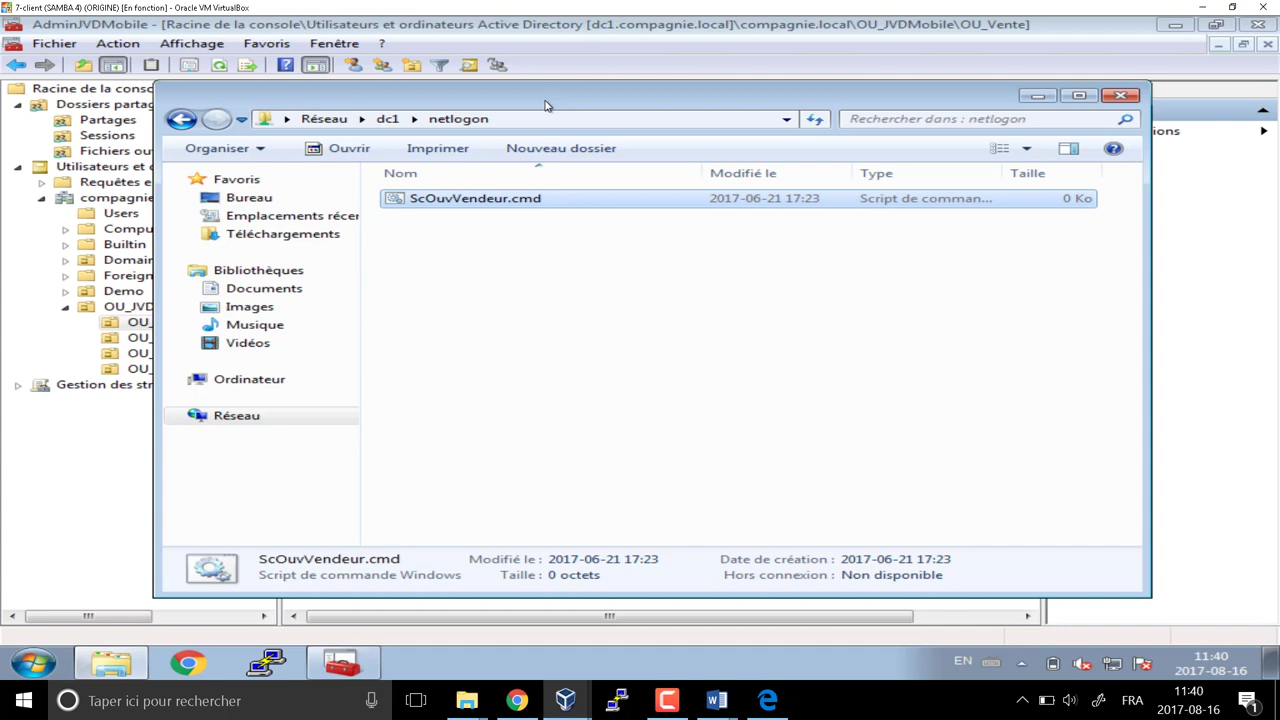 7-client (SAMBA 4) (ORIGINE) [En fonction] - Oracle VM VirtualBox
AdminJVDMobile - [Racine de la console\Utilisateurs et ordinateurs Active Directory [dc1.compagnie.local]\compagnie.local\OU_JVDMobile\OU_Vente]
Fichier Action Affichage Favoris Fenêtre ?
Racine de la conso
Dossiers partag
Partages
Sessions
Fichiers ou
Utilisateurs et o
Requêtes e
compagnie
Users
Compu
Builtin
Domain
Foreign
Demo
OU_JVD
OU_
OU_
OU_
OU_
Gestion des str
ions
Réseau dc1 netlogon
Rechercher dans : netlogon
Organiser Ouvrir Imprimer Nouveau dossier
Favoris
Bureau
Emplacements récer
Téléchargements
Bibliothèques
Documents
Images
Musique
Vidéos
Ordinateur
Réseau
Nom Modifié le Type Taille
ScOuvVendeur.cmd 2017-06-21 17:23 Script de comman... 0 Ko
ScOuvVendeur.cmd Modifié le : 2017-06-21 17:23 Date de création : 2017-06-21 17:23
Script de commande Windows Taille : 0 octets Hors connexion : Non disponible
EN 11:40
2017-08-16
Taper ici pour rechercher
FRA 11:40
2017-08-16
1